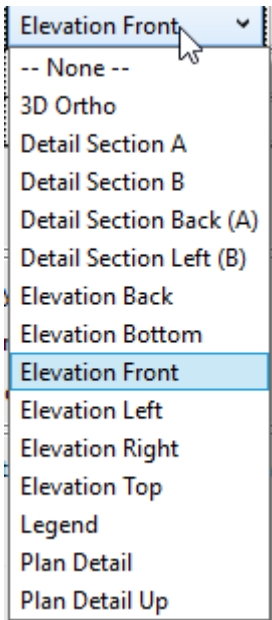 Elevation Front
-- None --
3D Ortho
Detail Section A
Detail Section B
Detail Section Back (A)
Detail Section Left (B)
Elevation Back
Elevation Bottom
Elevation Front
Elevation Left
Elevation Right
Elevation Top
Legend
Plan Detail
Plan Detail Up